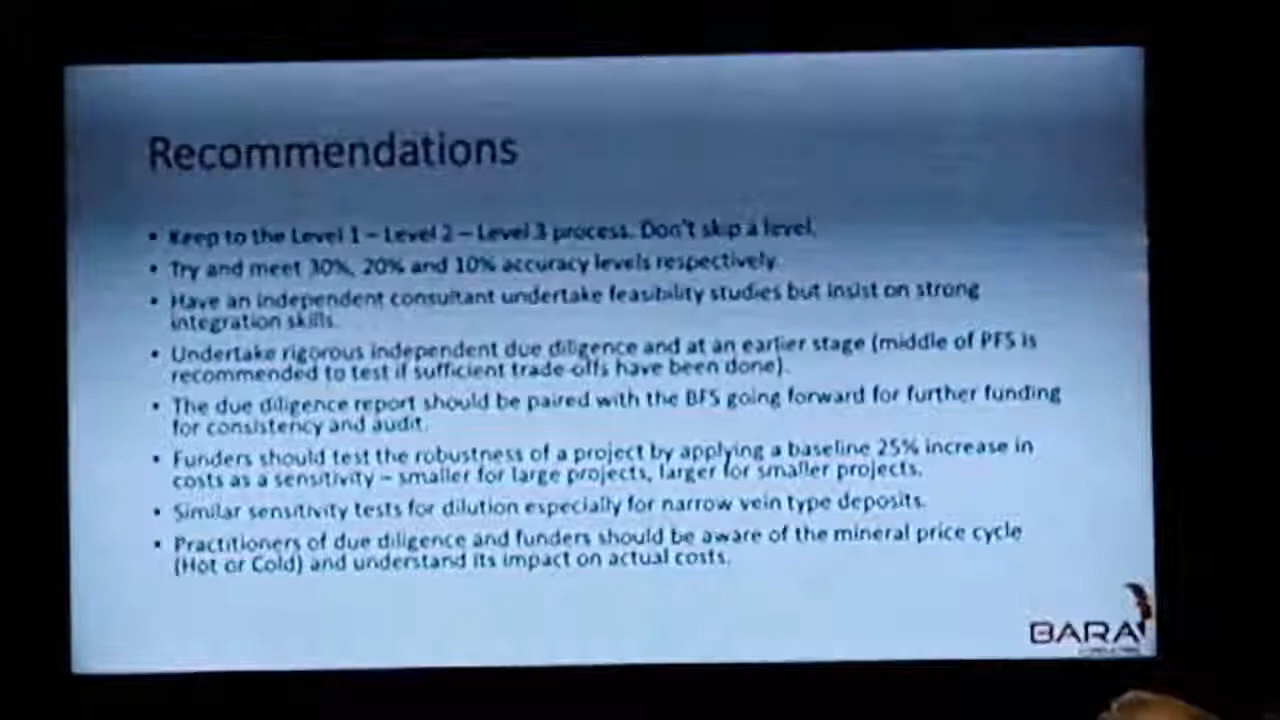 Recommendations
• Keep to the Level 1 – Level 2 – Level 3 process. Don't skip a level.
• Try and meet 30%, 20% and 10% accuracy levels respectively.
• Have an independent consultant undertake feasibility studies but insist on strong
integration skills.
• Undertake rigorous independent due diligence and at an earlier stage (middle of PFS is
recommended to test if sufficient trade-offs have been done).
• The due diligence report should be paired with the BFS going forward for further funding
for consistency and audit.
• Funders should test the robustness of a project by applying a baseline 25% increase in
costs as a sensitivity – smaller for large projects, larger for smaller projects.
• Similar sensitivity tests for dilution especially for narrow vein type deposits.
• Practitioners of due diligence and funders should be aware of the mineral price cycle
(Hot or Cold) and understand its impact on actual costs.
BARA